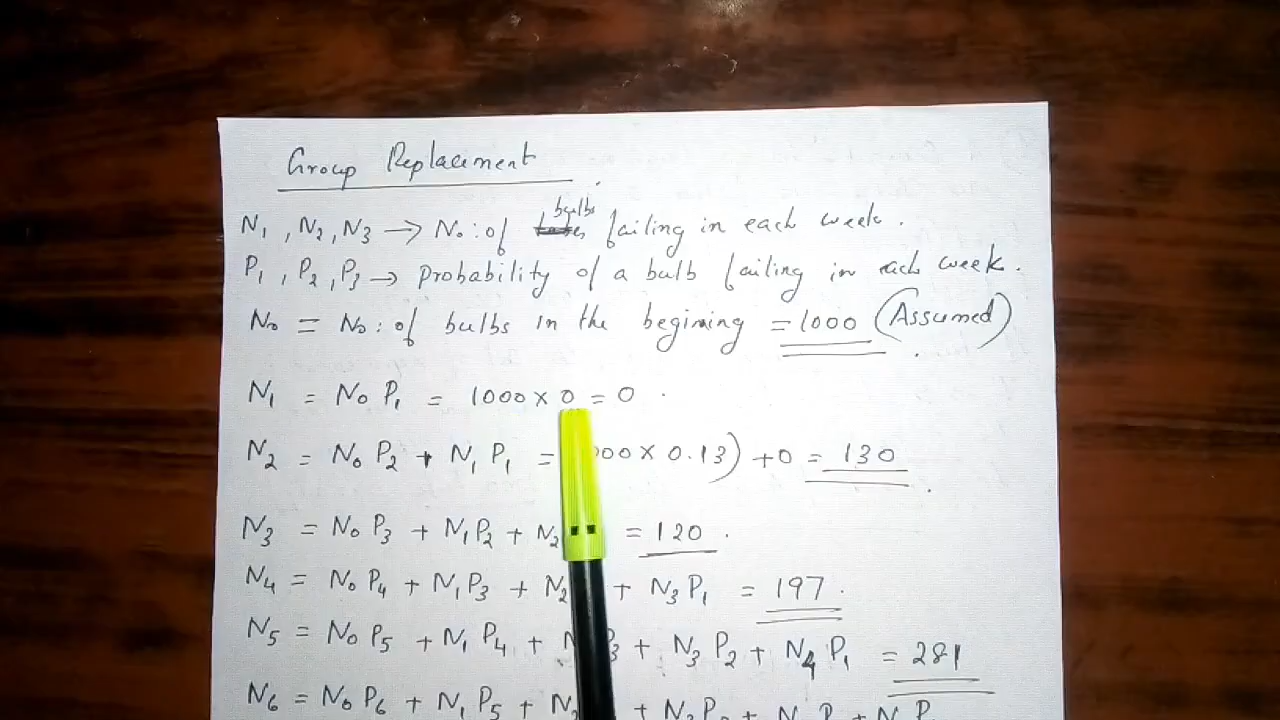 Group Replacement
bulbs
N₁, N₂, N₃ → No: of failing in each week.
P₁, P₂, P₃ → Probability of a bulb failing in each week.
N₀ = No: of bulbs in the begining = 1000 (Assumed)
N₁ = N₀ P₁ = 1000 × 0 = 0
N₂ = N₀ P₂ + N₁ P₁ = 00 × 0.13) + 0 = 130
N₃ = N₀ P₃ + N₁ P₂ + N₂ = 120
N₄ = N₀ P₄ + N₁ P₃ + N₂ + N₃ P₁ = 197
N₅ = N₀ P₅ + N₁ P₄ + + N₃ P₂ + N₄ P₁ = 281
N₆ = N₀ P₆ + N₁ P₅ +